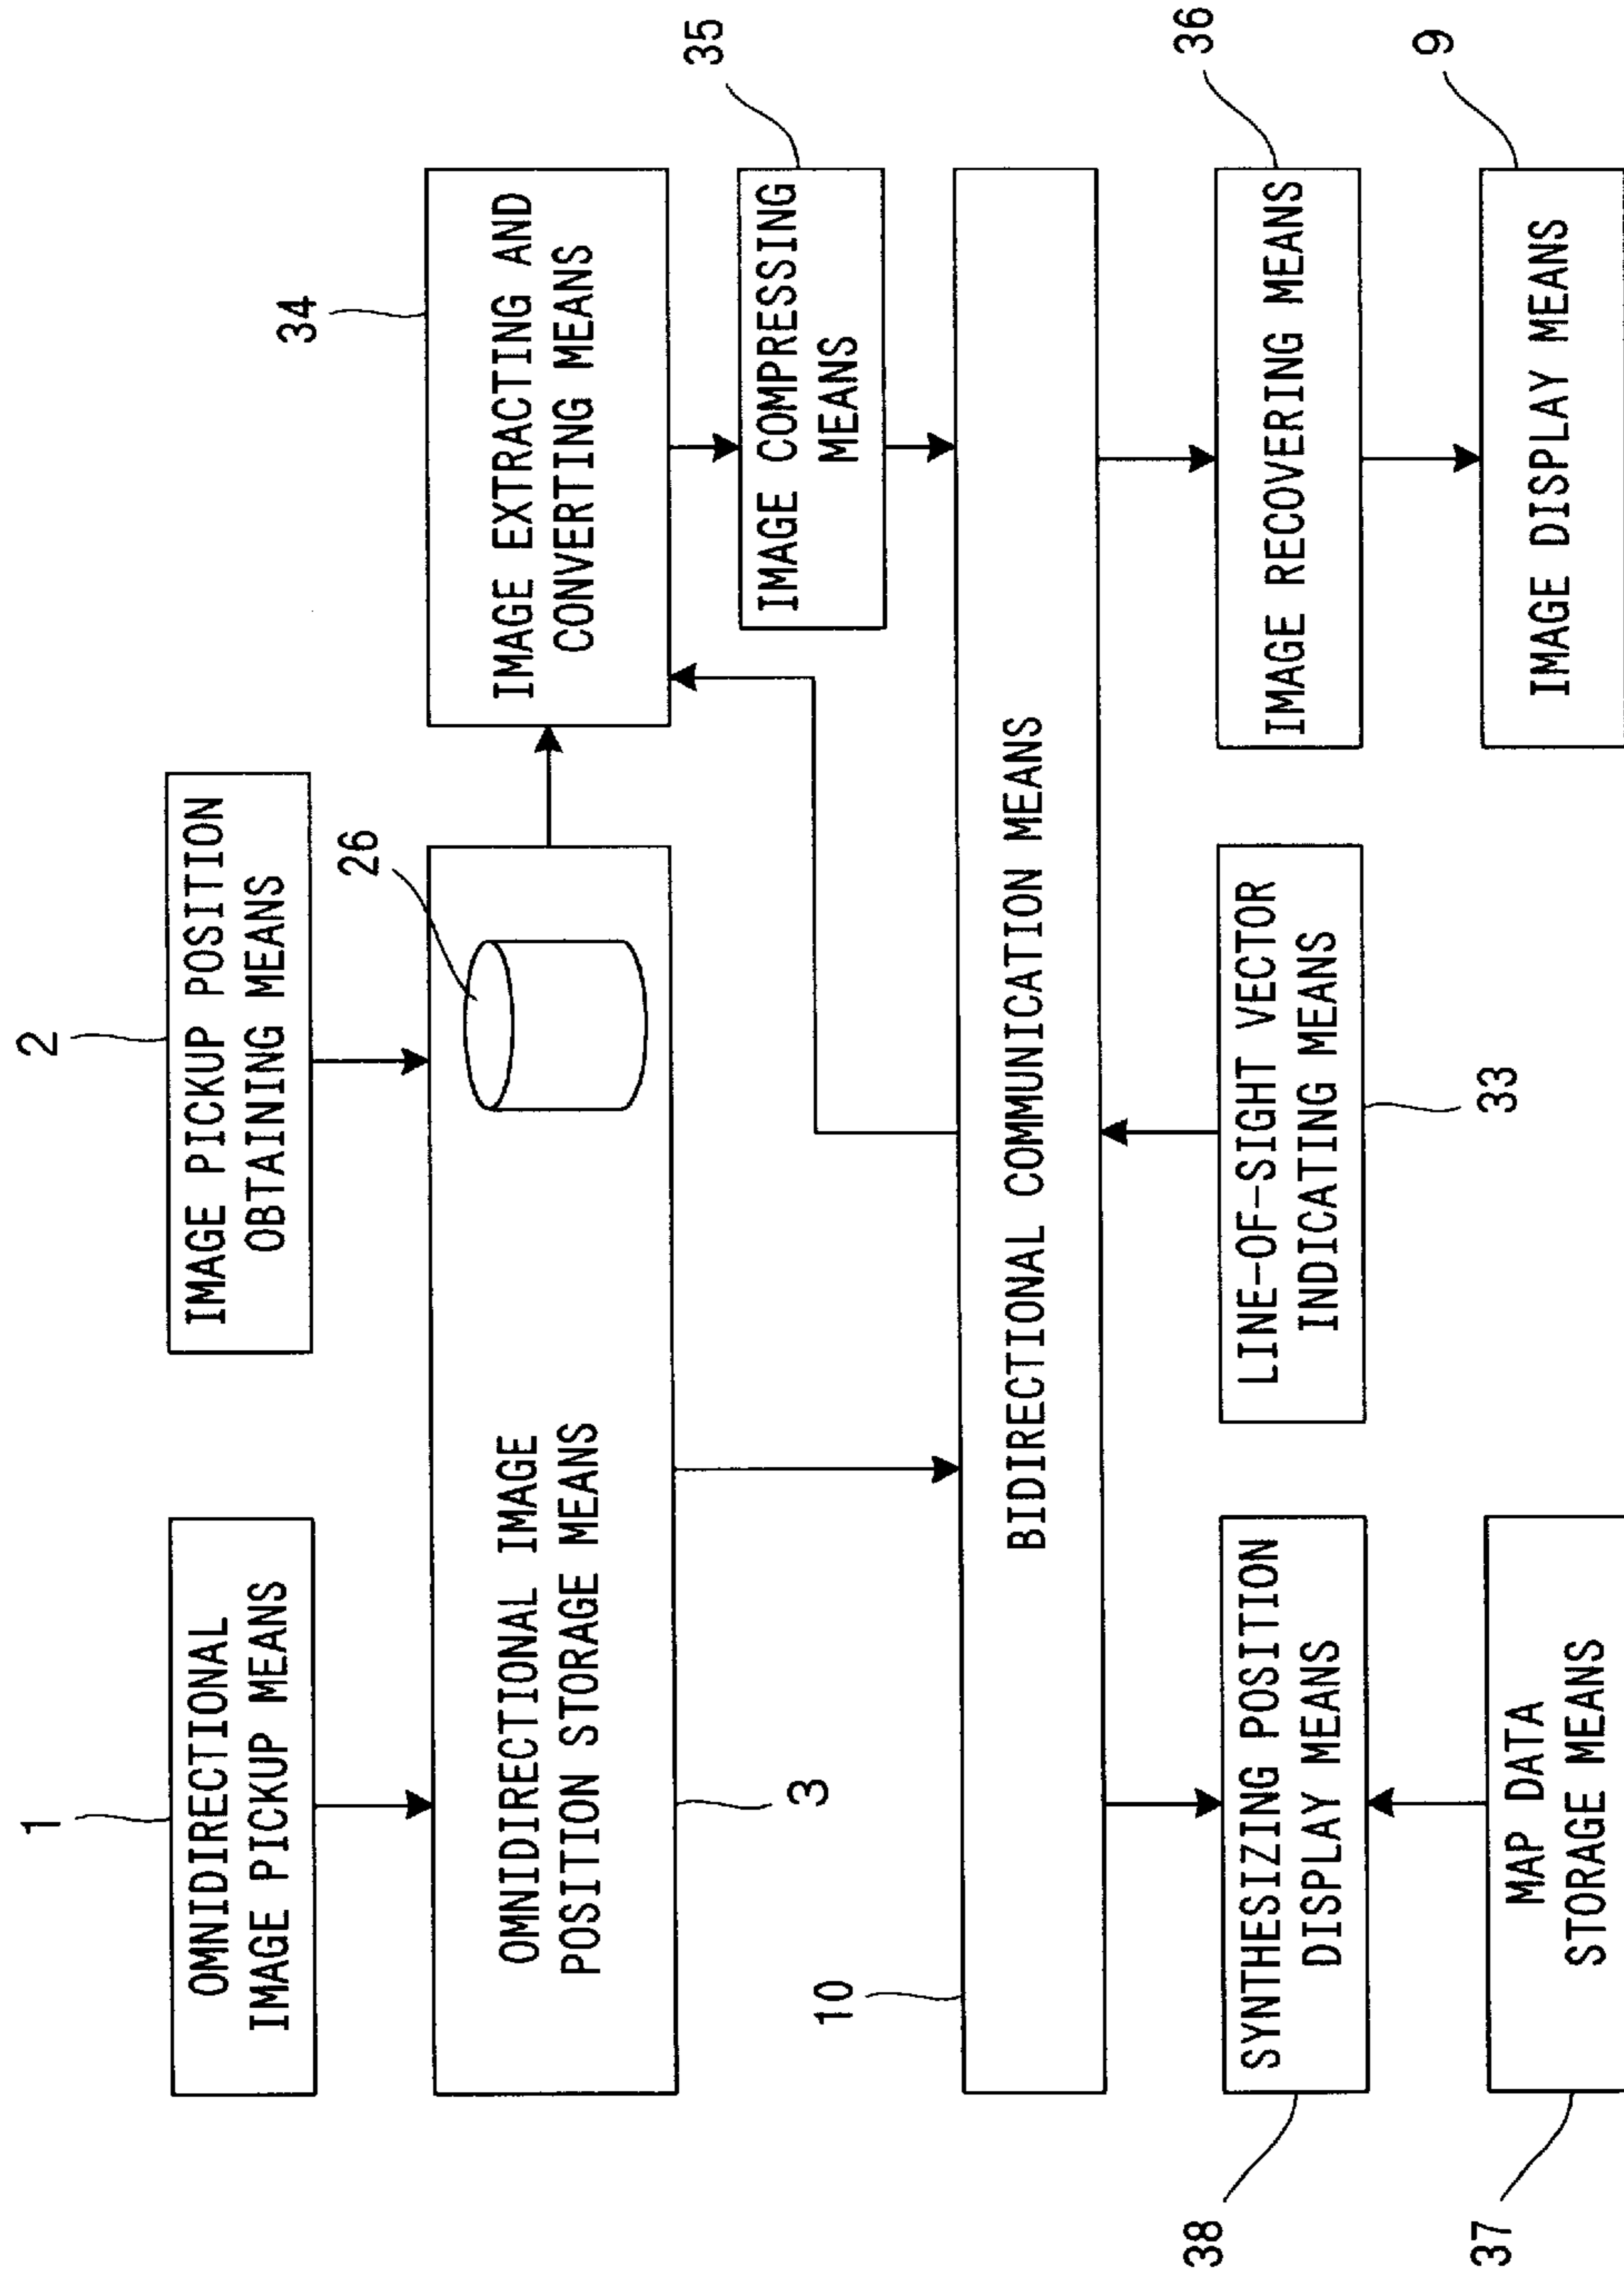 1
OMNIDIRECTIONAL
IMAGE PICKUP MEANS
2
IMAGE PICKUP POSITION
OBTAINING MEANS
34
IMAGE EXTRACTING AND
CONVERTING MEANS
26
OMNIDIRECTIONAL IMAGE
POSITION STORAGE MEANS
3
35
IMAGE COMPRESSING
MEANS
10
BIDIRECTIONAL COMMUNICATION MEANS
36
SYNTHESIZING POSITION
DISPLAY MEANS
38
LINE-OF-SIGHT VECTOR
INDICATING MEANS
33
IMAGE RECOVERING MEANS
9
MAP DATA
STORAGE MEANS
37
IMAGE DISPLAY MEANS